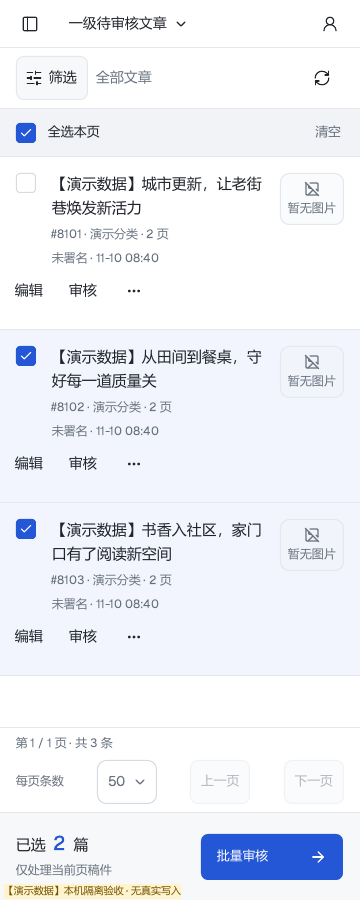 一级待审核文章
筛选 全部文章
全选本页 清空
【演示数据】城市更新，让老街
巷焕发新活力
暂无图片
#8101 · 演示分类 · 2 页
未署名 · 11-10 08:40
编辑 审核 ···
【演示数据】从田间到餐桌，守
好每一道质量关
暂无图片
#8102 · 演示分类 · 2 页
未署名 · 11-10 08:40
编辑 审核 ···
【演示数据】书香入社区，家门
口有了阅读新空间
暂无图片
#8103 · 演示分类 · 2 页
未署名 · 11-10 08:40
编辑 审核 ···
第 1 / 1 页 · 共 3 条
每页条数 50 上一页 下一页
已选 2 篇
批量审核
仅处理当前页稿件
【演示数据】本机隔离验收 · 无真实写入